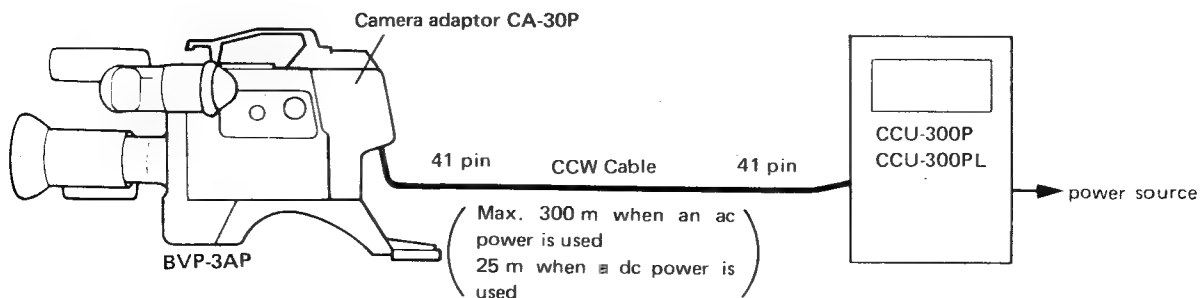 Camera adaptor CA-30P
41 pin
CCW Cable
41 pin
CCU-300P
CCU-300PL
power source
Max. 300 m when an ac
power is used
25 m when a dc power is
used
BVP-3AP